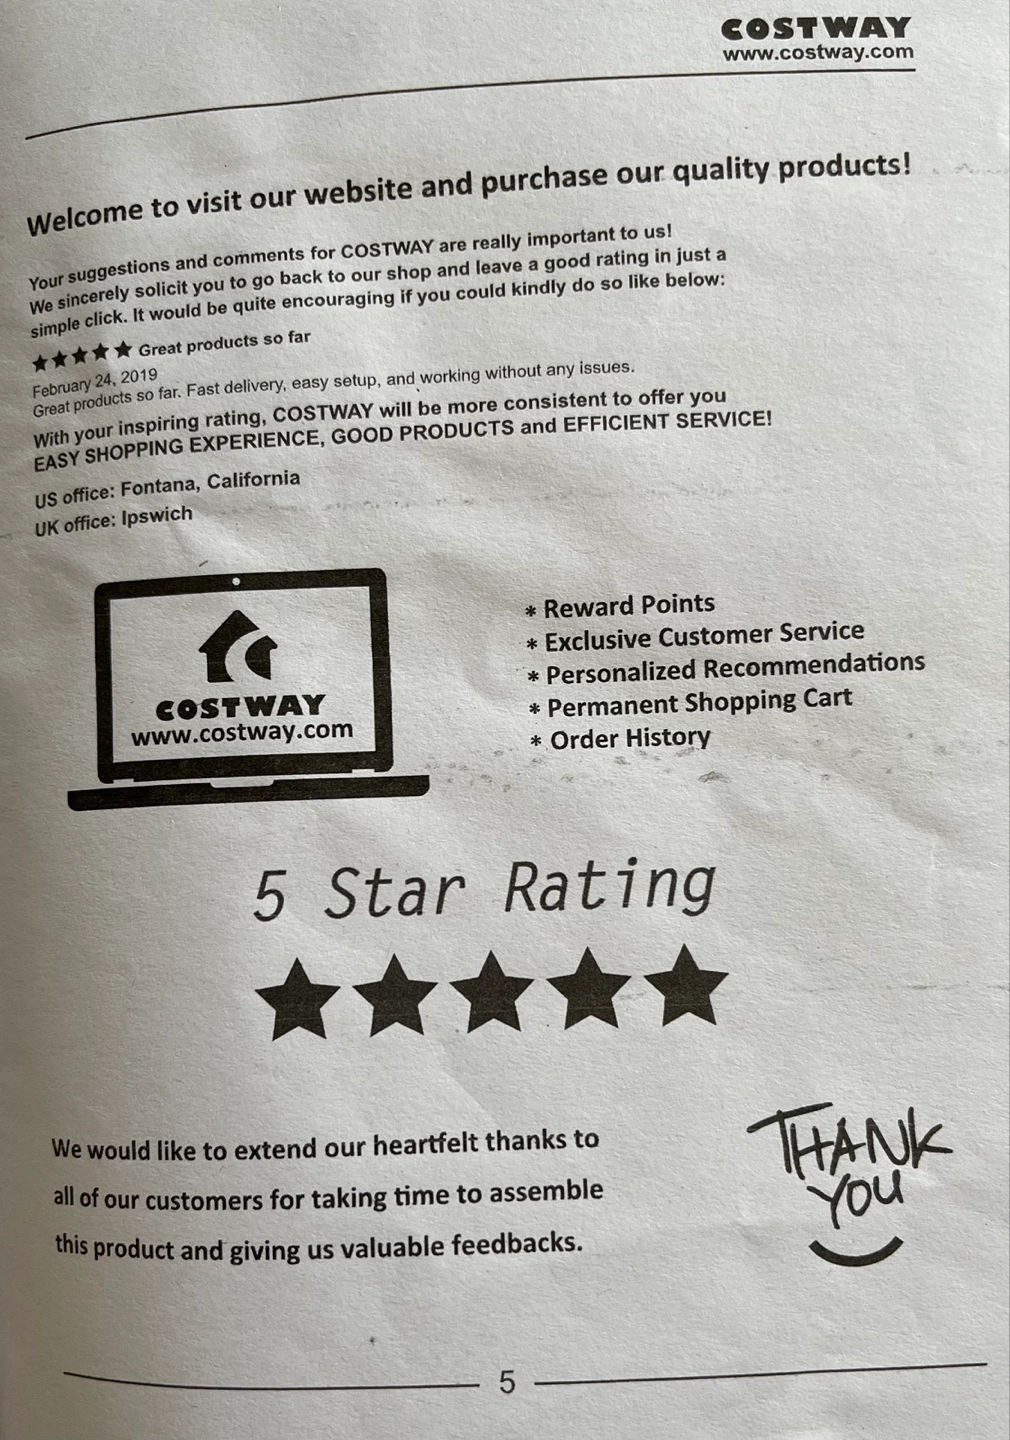 COSTWAY
www.costway.com
Welcome to visit our website and purchase our quality products!
Your suggestions and comments for COSTWAY are really important to us!
We sincerely solicit you to go back to our shop and leave a good rating in just a
simple click. It would be quite encouraging if you could kindly do so like below:
★★★★★ Great products so far
February 24, 2019
Great products so far. Fast delivery, easy setup, and working without any issues.
With your inspiring rating, COSTWAY will be more consistent to offer you
EASY SHOPPING EXPERIENCE, GOOD PRODUCTS and EFFICIENT SERVICE!
US office: Fontana, California
UK office: Ipswich
COSTWAY
www.costway.com
* Reward Points
* Exclusive Customer Service
* Personalized Recommendations
* Permanent Shopping Cart
* Order History
5 Star Rating
★★★★★
We would like to extend our heartfelt thanks to
all of our customers for taking time to assemble
this product and giving us valuable feedbacks.
THANK
YOU
5